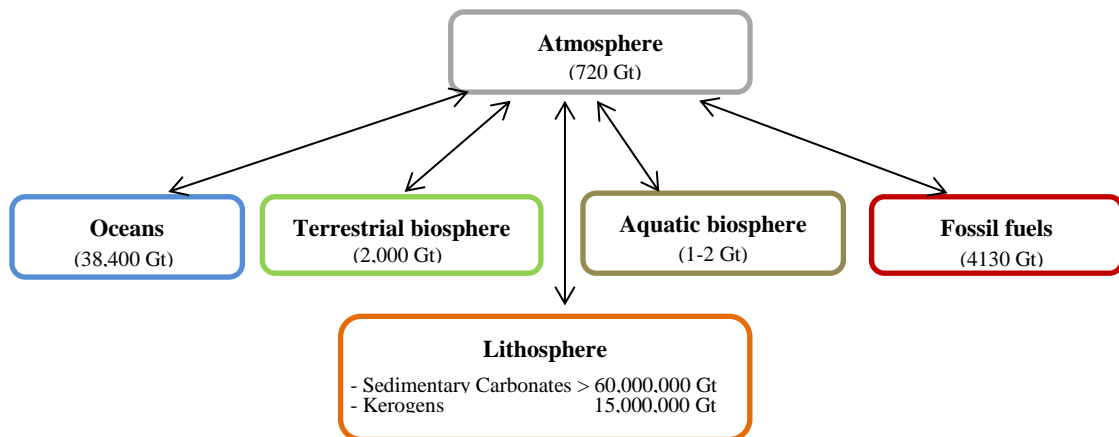 Atmosphere
(720 Gt)
Oceans
(38,400 Gt)
Terrestrial biosphere
(2,000 Gt)
Aquatic biosphere
(1-2 Gt)
Fossil fuels
(4130 Gt)
Lithosphere
- Sedimentary Carbonates > 60,000,000 Gt
- Kerogens 15,000,000 Gt